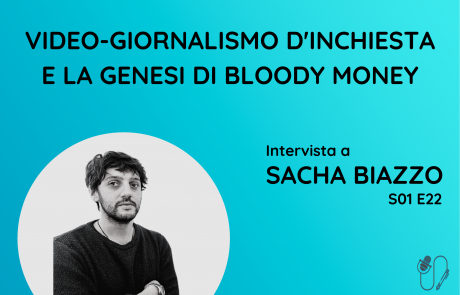 VIDEO-GIORNALISMO D'INCHIESTA
E LA GENESI DI BLOODY MONEY
Intervista a
SACHA BIAZZO
S01 E22